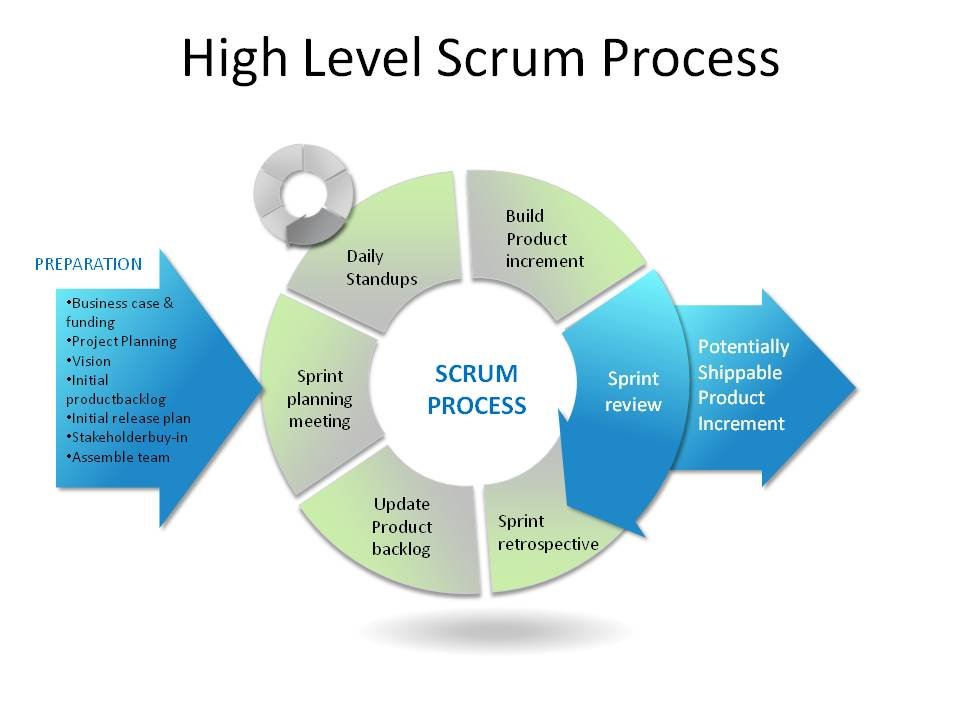 High Level Scrum Process
PREPARATION
•Business case &
funding
•Project Planning
•Vision
•Initial
productbacklog
•Initial release plan
•Stakeholderbuy-in
•Assemble team
Daily
Standups
Build
Product
increment
Sprint
planning
meeting
SCRUM
PROCESS
Sprint
review
Potentially
Shippable
Product
Increment
Update
Product
backlog
Sprint
retrospective